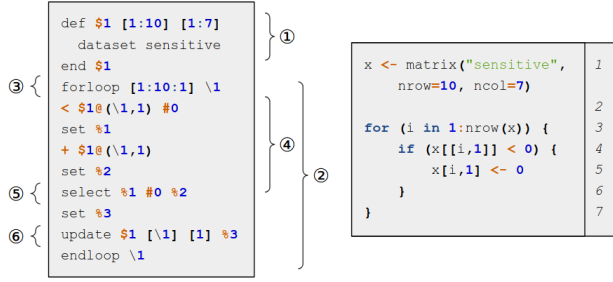 def $1 [1:10] [1:7]
dataset sensitive
end $1
forloop [1:10:1] \1
< $1@(\1,1) #0
set %1
+ $1@(\1,1)
set %2
select %1 #0 %2
set %3
update $1 [\1] [1] %3
endloop \1
①
③
②
④
⑤
⑥
x <- matrix("sensitive", 1
nrow=10, ncol=7)
2
for (i in 1:nrow(x)) { 3
if (x[[i,1]] < 0) { 4
x[i,1] <- 0 5
} 6
} 7